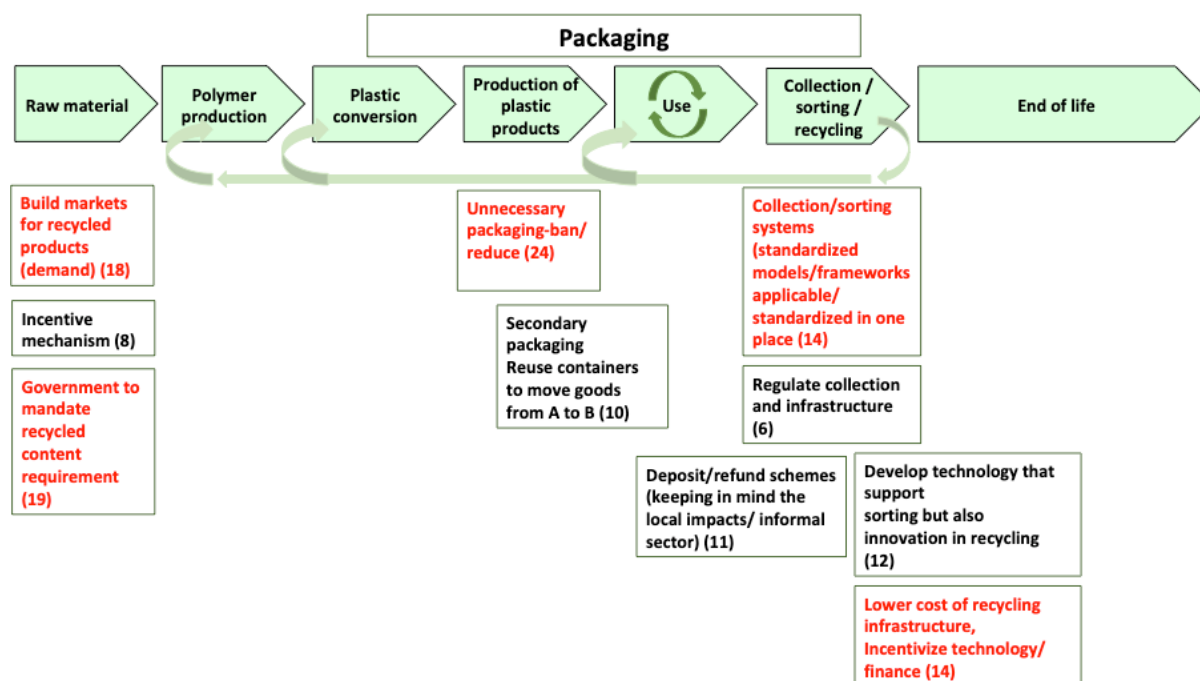 Packaging
Raw material
Polymer
production
Plastic
conversion
Production of
plastic
products
Use
Collection /
sorting /
recycling
End of life
Build markets
for recycled
products
(demand) (18)
Incentive
mechanism (8)
Government to
mandate
recycled
content
requirement
(19)
Unnecessary
packaging-ban/
reduce (24)
Secondary
packaging
Reuse containers
to move goods
from A to B (10)
Collection/sorting
systems
(standardized
models/frameworks
applicable/
standardized in one
place (14)
Regulate collection
and infrastructure
(6)
Deposit/refund schemes
(keeping in mind the
local impacts/ informal
sector) (11)
Develop technology that
support
sorting but also
innovation in recycling
(12)
Lower cost of recycling
infrastructure,
Incentivize technology/
finance (14)